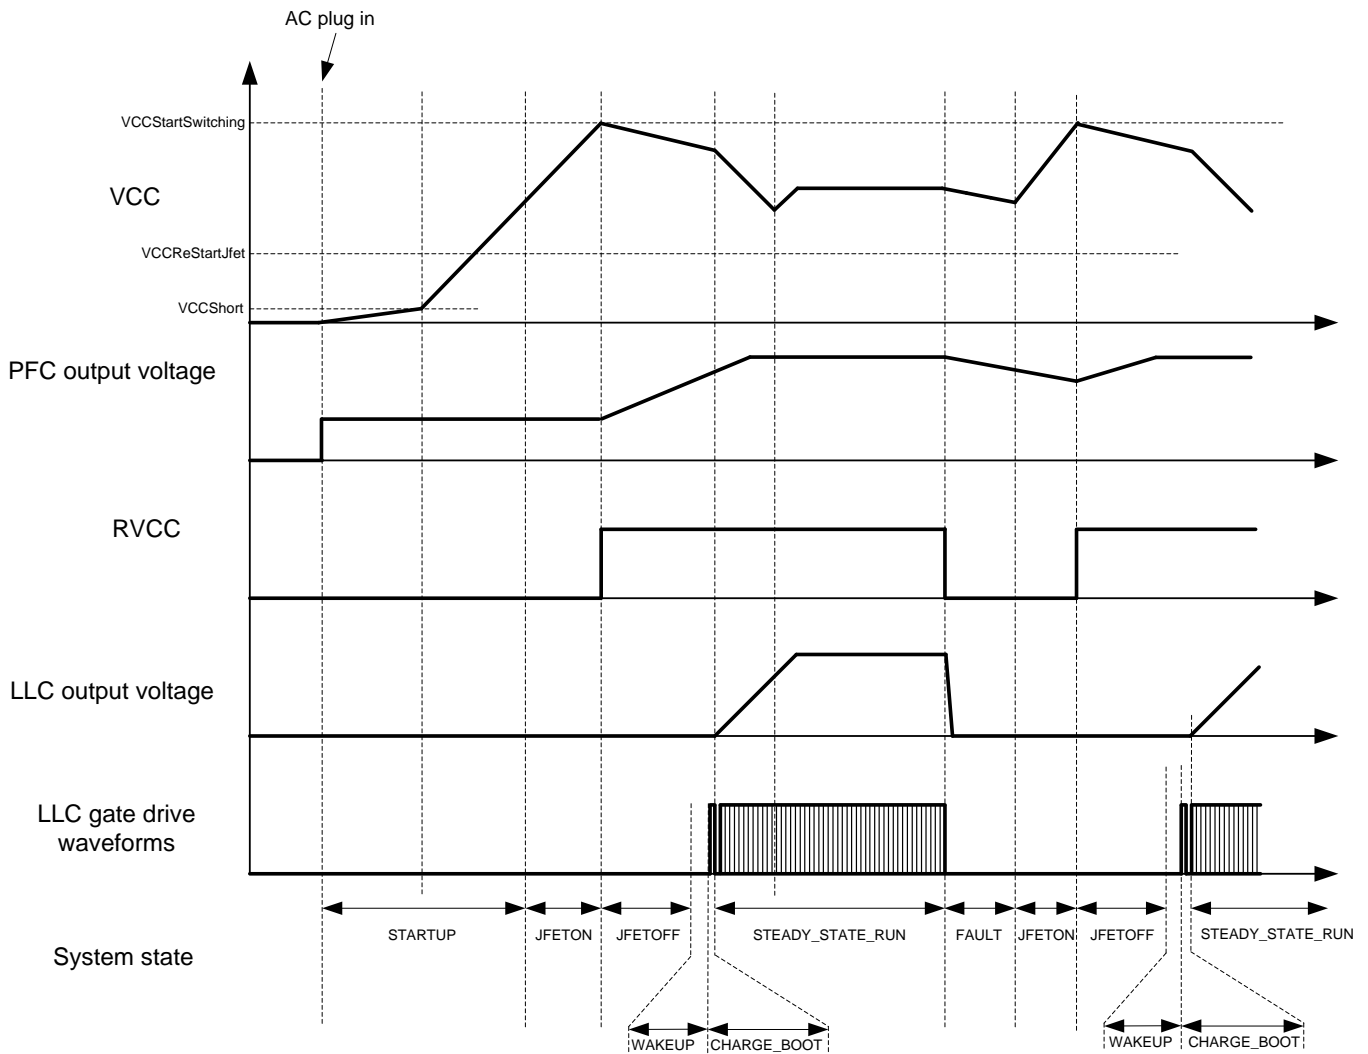 AC plug in
VCCStartSwitching
VCC
VCCReStartJfet
VCCShort
PFC output voltage
RVCC
LLC output voltage
LLC gate drive
waveforms
STARTUP
JFETON
JFETOFF
STEADY_STATE_RUN
FAULT
JFETON
JFETOFF
STEADY_STATE_RUN
System state
WAKEUP
CHARGE_BOOT
WAKEUP
CHARGE_BOOT